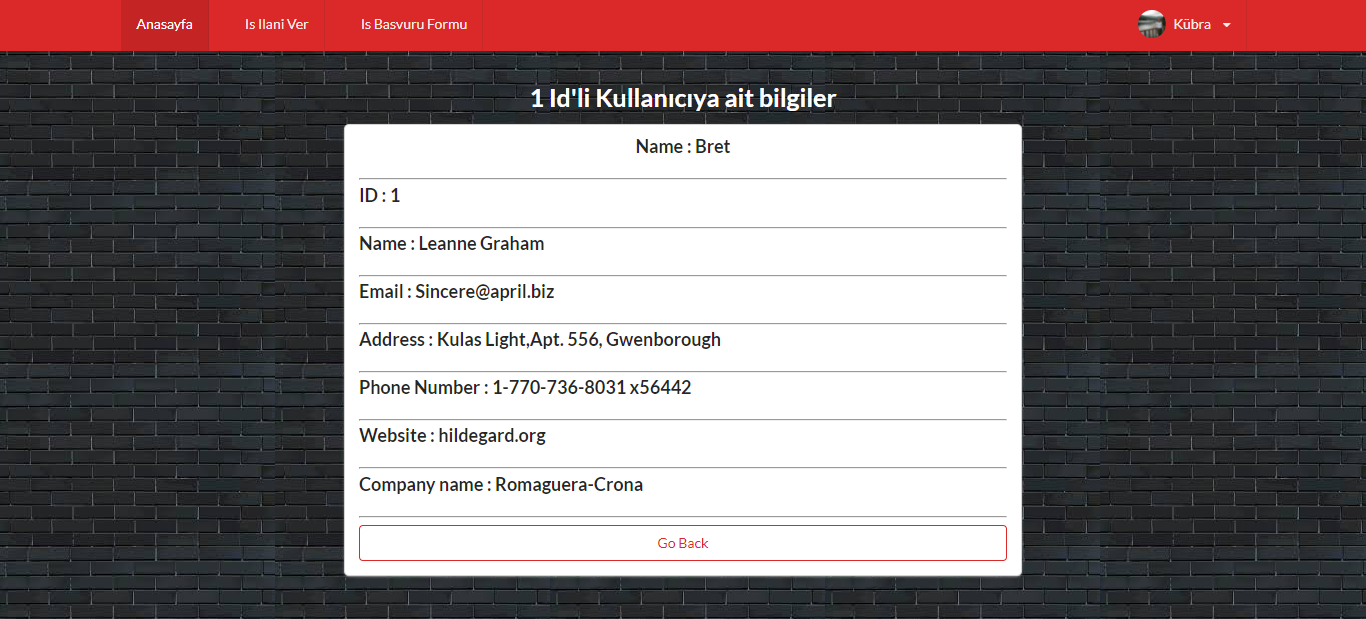 Anasayfa
Is Ilani Ver
Is Basvuru Formu
Kübra
1 Id'li Kullanıcıya ait bilgiler
Name : Bret
ID : 1
Name : Leanne Graham
Email : Sincere@april.biz
Address : Kulas Light,Apt. 556, Gwenborough
Phone Number : 1-770-736-8031 x56442
Website : hildegard.org
Company name : Romaguera-Crona
Go Back